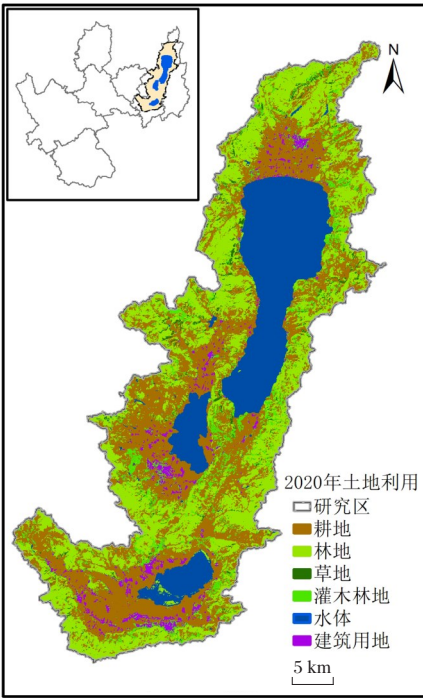 N
2020年土地利用
研究区
耕地
林地
草地
灌木林地
水体
建筑用地
5 km